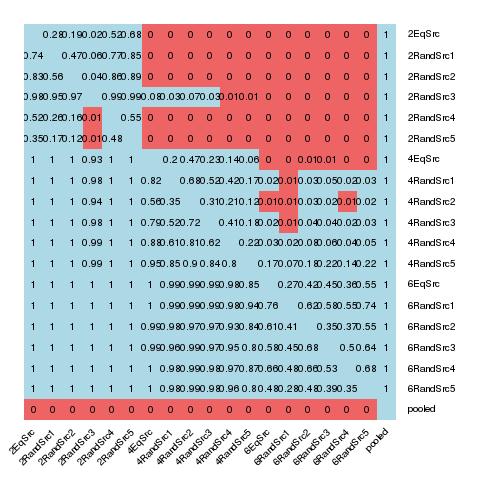 0.28 0.19 0.02 0.52 0.68 0 0 0 0 0 0 0 0 0 0 0 1 2EqSrc
0.74 0.47 0.06 0.77 0.85 0 0 0 0 0 0 0 0 0 0 0 0 1 2RandSrc1
0.83 0.56 0.04 0.86 0.89 0 0 0 0 0 0 0 0 0 0 0 0 1 2RandSrc2
0.98 0.95 0.97 0.99 0.99 0.08 0.03 0.07 0.03 0.01 0.01 0 0 0 0 0 0 1 2RandSrc3
0.52 0.26 0.16 0.01 0.55 0 0 0 0 0 0 0 0 0 0 0 0 1 2RandSrc4
0.35 0.17 0.12 0.01 0.48 0 0 0 0 0 0 0 0 0 0 0 0 1 2RandSrc5
1 1 1 0.93 1 1 0.2 0.47 0.23 0.14 0.06 0 0 0.01 0.01 0 0 1 4EqSrc
1 1 1 0.98 1 1 0.82 0.68 0.52 0.42 0.17 0.02 0.01 0.03 0.05 0.02 0.03 1 4RandSrc1
1 1 1 0.94 1 1 0.56 0.35 0.31 0.21 0.12 0.01 0.01 0.03 0.02 0.01 0.02 1 4RandSrc2
1 1 1 0.98 1 1 0.79 0.52 0.72 0.41 0.18 0.02 0.01 0.04 0.04 0.02 0.03 1 4RandSrc3
1 1 1 0.99 1 1 0.88 0.61 0.81 0.62 0.22 0.03 0.02 0.08 0.06 0.04 0.05 1 4RandSrc4
1 1 1 0.99 1 1 0.95 0.85 0.9 0.84 0.8 0.17 0.07 0.18 0.22 0.14 0.22 1 4RandSrc5
1 1 1 1 1 1 1 0.99 0.99 0.98 0.98 0.85 0.27 0.42 0.45 0.36 0.55 1 6EqSrc
1 1 1 1 1 1 1 0.99 0.99 0.99 0.98 0.94 0.76 0.62 0.58 0.55 0.74 1 6RandSrc1
1 1 1 1 1 1 0.99 0.98 0.97 0.97 0.93 0.84 0.61 0.41 0.35 0.37 0.55 1 6RandSrc2
1 1 1 1 1 1 0.99 0.96 0.99 0.96 0.95 0.8 0.58 0.45 0.68 0.5 0.64 1 6RandSrc3
1 1 1 1 1 1 1 0.98 0.99 0.98 0.97 0.87 0.66 0.48 0.66 0.53 0.68 1 6RandSrc4
1 1 1 1 1 1 1 0.98 0.99 0.98 0.96 0.8 0.48 0.28 0.48 0.39 0.35 1 6RandSrc5
0 0 0 0 0 0 0 0 0 0 0 0 0 0 0 0 0 0 pooled
2EqSrc 2RandSrc1 2RandSrc2 2RandSrc3 2RandSrc4 2RandSrc5 4EqSrc 4RandSrc1 4RandSrc2 4RandSrc3 4RandSrc4 4RandSrc5 6EqSrc 6RandSrc1 6RandSrc2 6RandSrc3 6RandSrc4 6RandSrc5 pooled